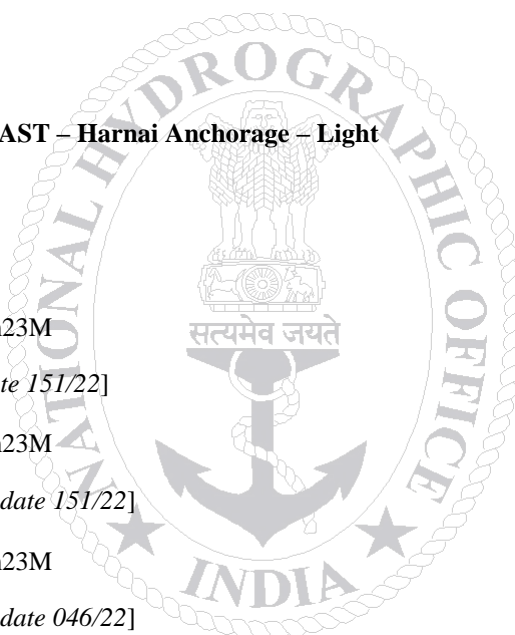 AST – Harnai Anchorage – Light
NATIONAL HYDROGRAPHIC OFFICE
सत्यमेव जयते
23M
te 151/22]
23M
date 151/22]
23M
INDIA
date 046/22]